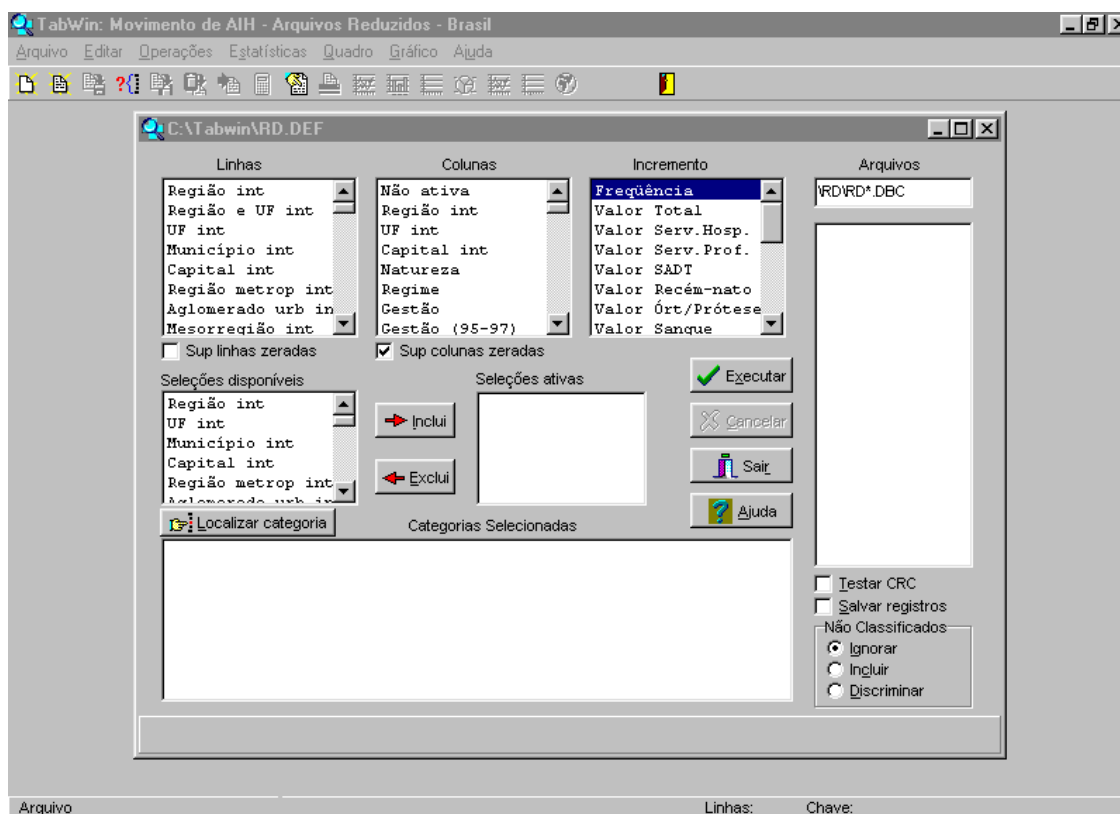 TabWin: Movimento de AIH - Arquivos Reduzidos - Brasil
Arquivo Editar Operações Estatísticas Quadro Gráfico Ajuda
C:\Tabwin\RD.DEF
Linhas
Região int
Região e UF int
UF int
Município int
Capital int
Região metrop int
Aglomerado urb in
Mesorregião int
Sup linhas zeradas
Colunas
Não ativa
Região int
UF int
Capital int
Natureza
Regime
Gestão
Gestão (95-97)
Sup colunas zeradas
Incremento
Freqüência
Valor Total
Valor Serv.Hosp.
Valor Serv.Prof.
Valor SADT
Valor Recém-nato
Valor Órt/Prótese
Valor Sangue
Arquivos
\RD\RD*.DBC
Seleções disponíveis
Região int
UF int
Município int
Capital int
Região metrop int
Aglomerado urb in
Inclui
Exclui
Seleções ativas
Executar
Cancelar
Sair
Ajuda
Localizar categoria
Categorias Selecionadas
Testar CRC
Salvar registros
Não Classificados
Ignorar
Incluir
Discriminar
Arquivo Linhas: Chave: